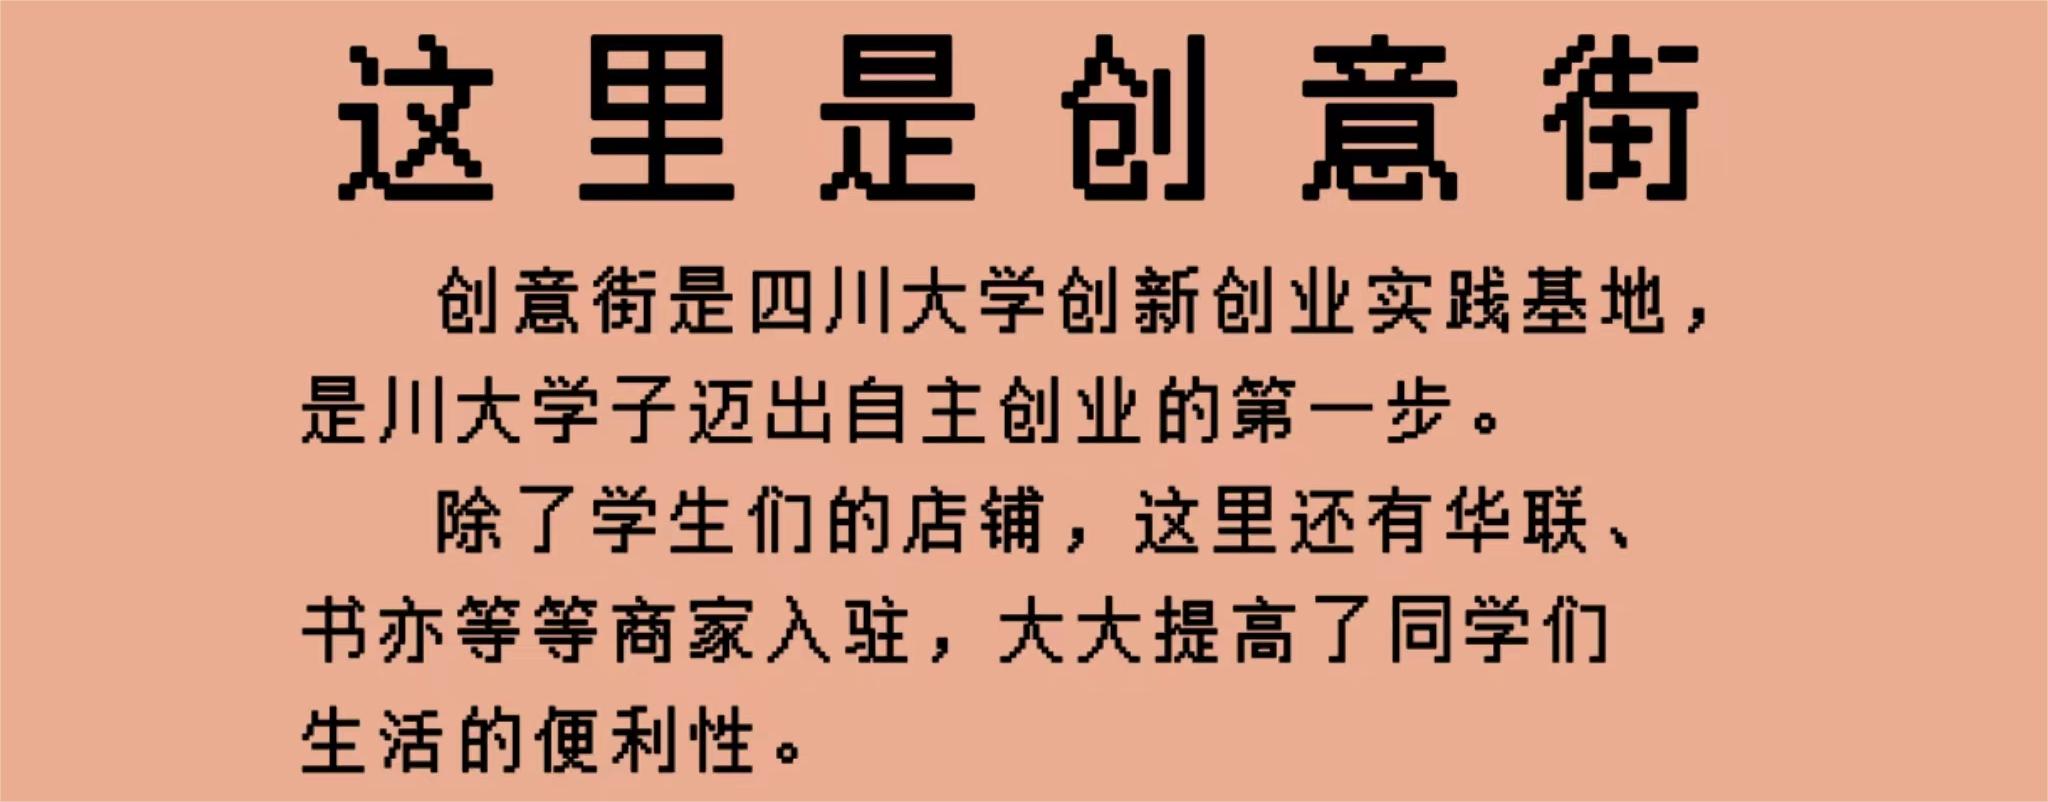 这里是创意街
创意街是四川大学创新创业实践基地，
是川大学子迈出自主创业的第一步。
除了学生们的店铺，这里还有华联、
书亦等等商家入驻，大大提高了同学们
生活的便利性。